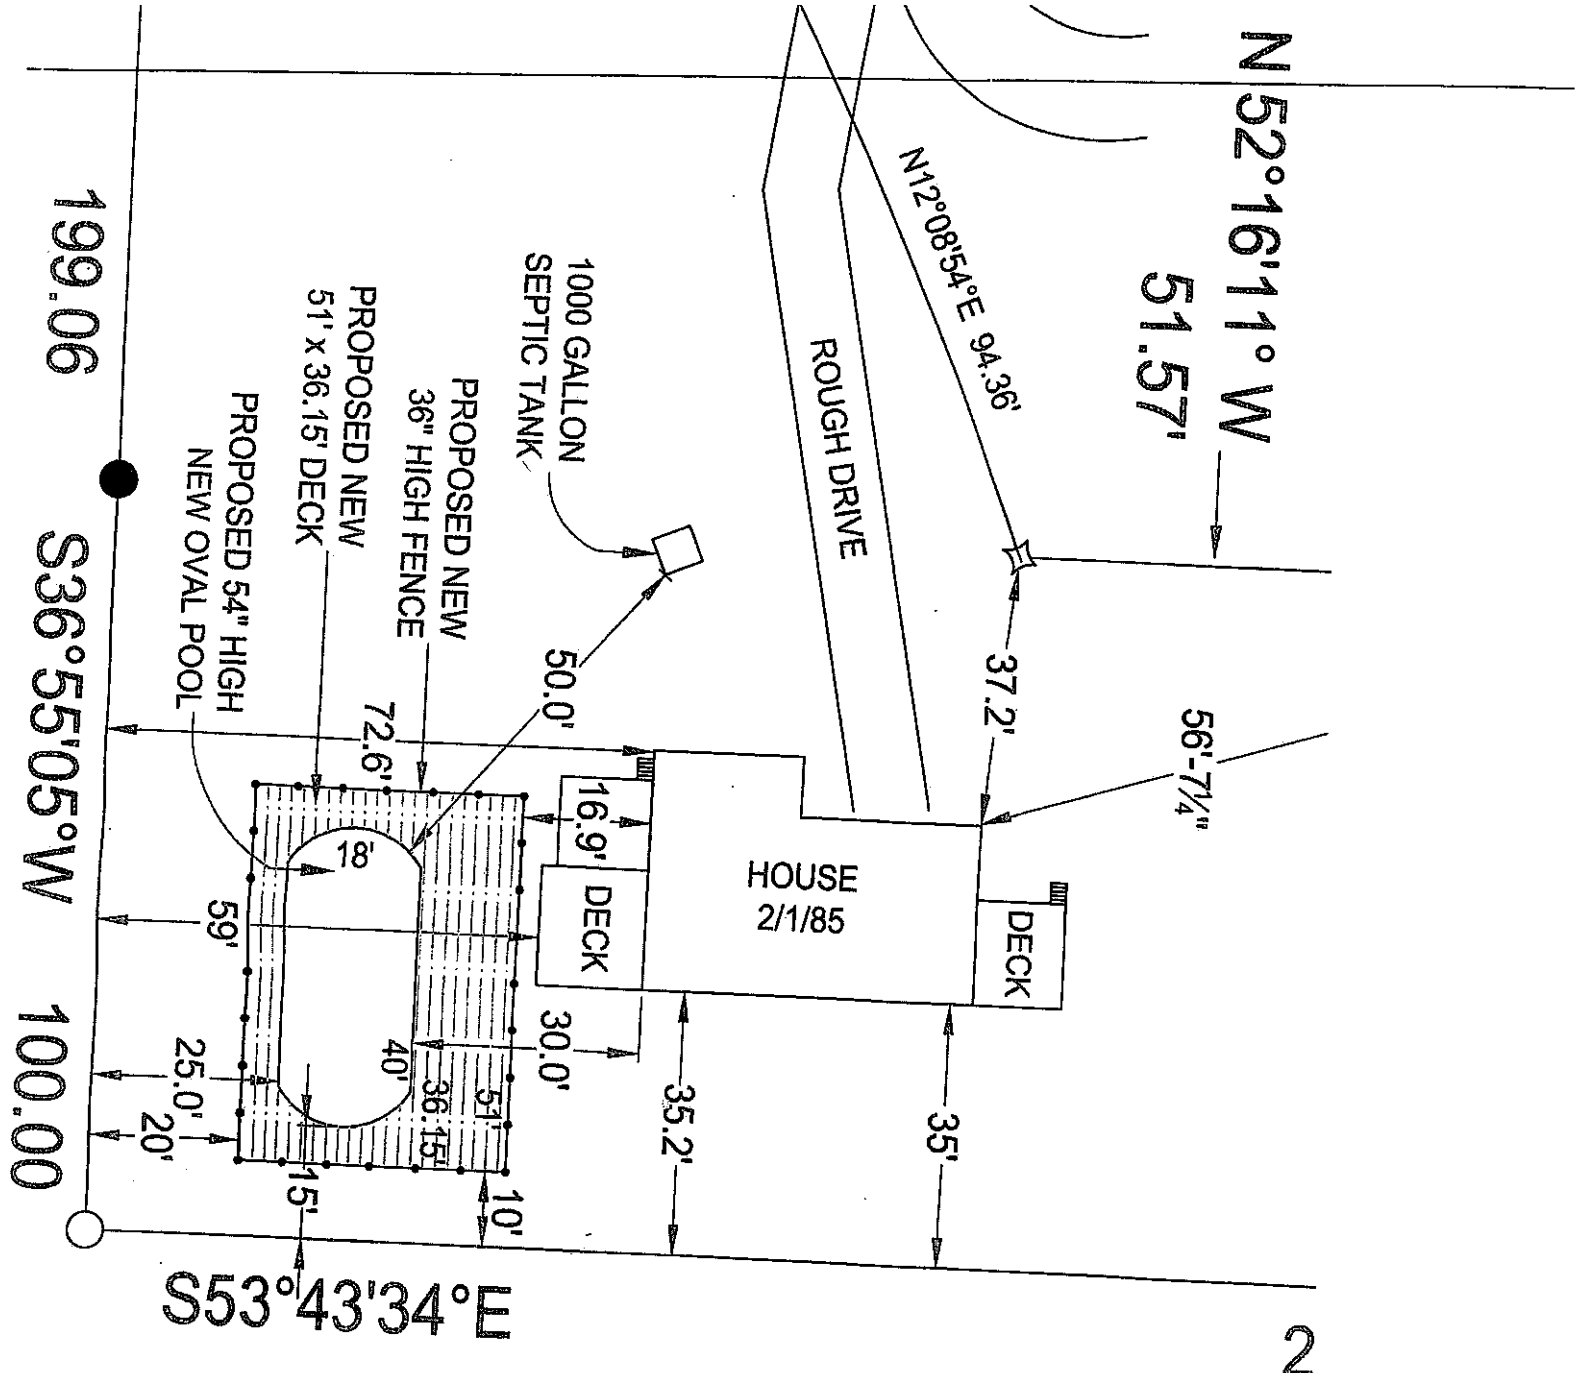 N 52°16'11° W
51.57'
N12°08'54°E 94.36'
199.06
S36°55'05°W
100.00
1000 GALLON
SEPTIC TANK
PROPOSED NEW
36" HIGH FENCE
PROPOSED NEW
51' x 36.15' DECK
PROPOSED 54" HIGH
NEW OVAL POOL
ROUGH DRIVE
37.2'
56'-7¼"
50.0'
72.6'
16.9'
18'
HOUSE
2/1/85
DECK
DECK
59'
30.0'
40'
36.15'
51'
25.0'
20'
35.2'
35'
15'
10'
S53°43'34°E
2